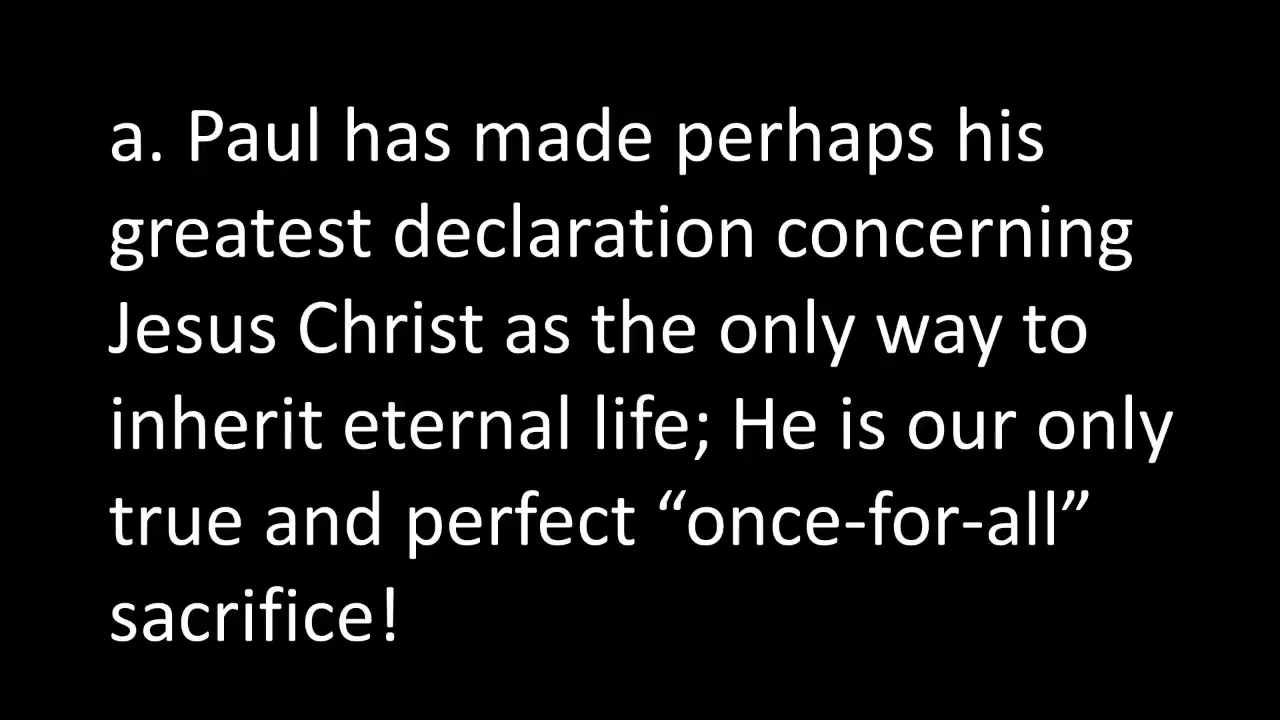 a. Paul has made perhaps his
greatest declaration concerning
Jesus Christ as the only way to
inherit eternal life; He is our only
true and perfect “once-for-all”
sacrifice!